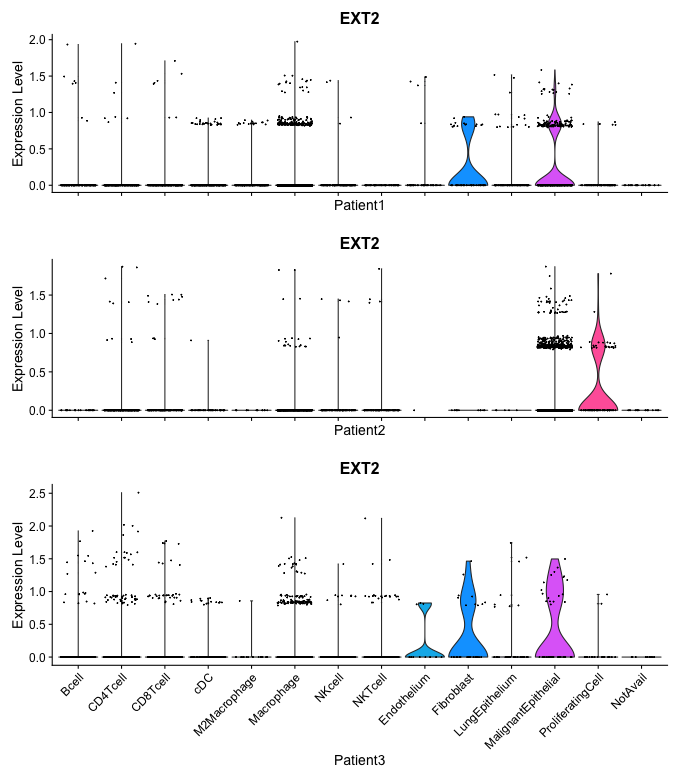 EXT2
Expression Level
2.0
1.5
1.0
0.5
0.0
Patient1
EXT2
Expression Level
1.5
1.0
0.5
0.0
Patient2
EXT2
Expression Level
2.5
2.0
1.5
1.0
0.5
0.0
Bcell
CD4Tcell
CD8Tcell
cDC
M2Macrophage
Macrophage
NKcell
NKTcell
Endothelium
Fibroblast
LungEpithelium
MalignantEpithelial
ProliferatingCell
NotAvail
Patient3